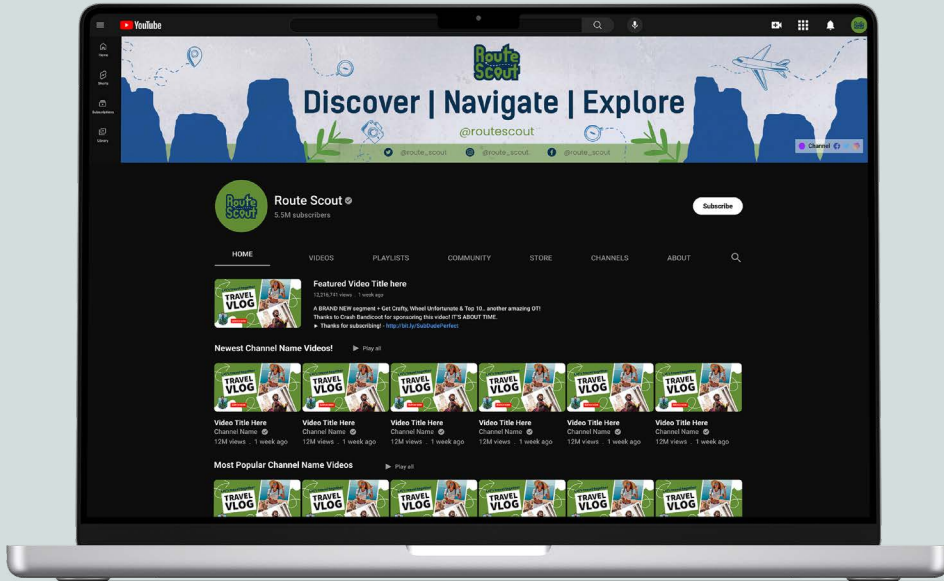 YouTube
Home
Shorts
Subscriptions
Library
Route
Scout
Discover | Navigate | Explore
@routescout
@route_scout @route_scout @route_scout
Channel
Route
Scout
Route Scout
5.5M subscribers
Subscribe
HOME VIDEOS PLAYLISTS COMMUNITY STORE CHANNELS ABOUT
TRAVEL
VLOG
Featured Video Title here
12,216,791 views . 1 week ago
A BRAND NEW segment + Get Crafty, Wheel Unfortunate & Top 10.. another amazing OT!
Thanks to Crash Bandicoot for sponsoring this video! IT'S ABOUT TIME.
► Thanks for subscribing! - http://bit.ly/SubDudePerfect
Newest Channel Name Videos! ▶ Play all
TRAVEL TRAVEL TRAVEL TRAVEL TRAVEL TRAVEL
VLOG VLOG VLOG VLOG VLOG VLOG
Video Title Here Video Title Here Video Title Here Video Title Here Video Title Here Video Title Here
Channel Name Channel Name Channel Name Channel Name Channel Name Channel Name
12M views . 1 week ago 12M views . 1 week ago 12M views . 1 week ago 12M views . 1 week ago 12M views . 1 week ago 12M views . 1 week ago
Most Popular Channel Name Videos ▶ Play all
TRAVEL TRAVEL TRAVEL TRAVEL TRAVEL TRAVEL
VLOG VLOG VLOG VLOG VLOG VLOG